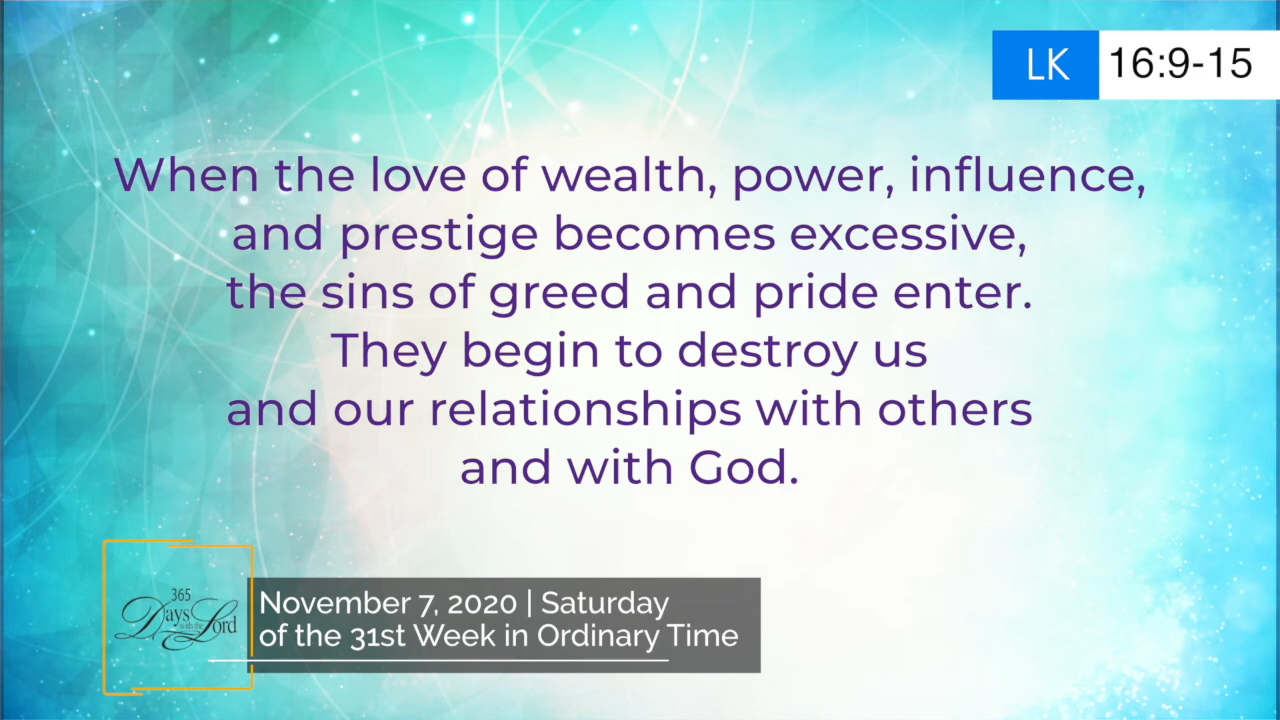 LK 16:9-15
When the love of wealth, power, influence,
and prestige becomes excessive,
the sins of greed and pride enter.
They begin to destroy us
and our relationships with others
and with God.
365
Days with the Lord
November 7, 2020 | Saturday
of the 31st Week in Ordinary Time